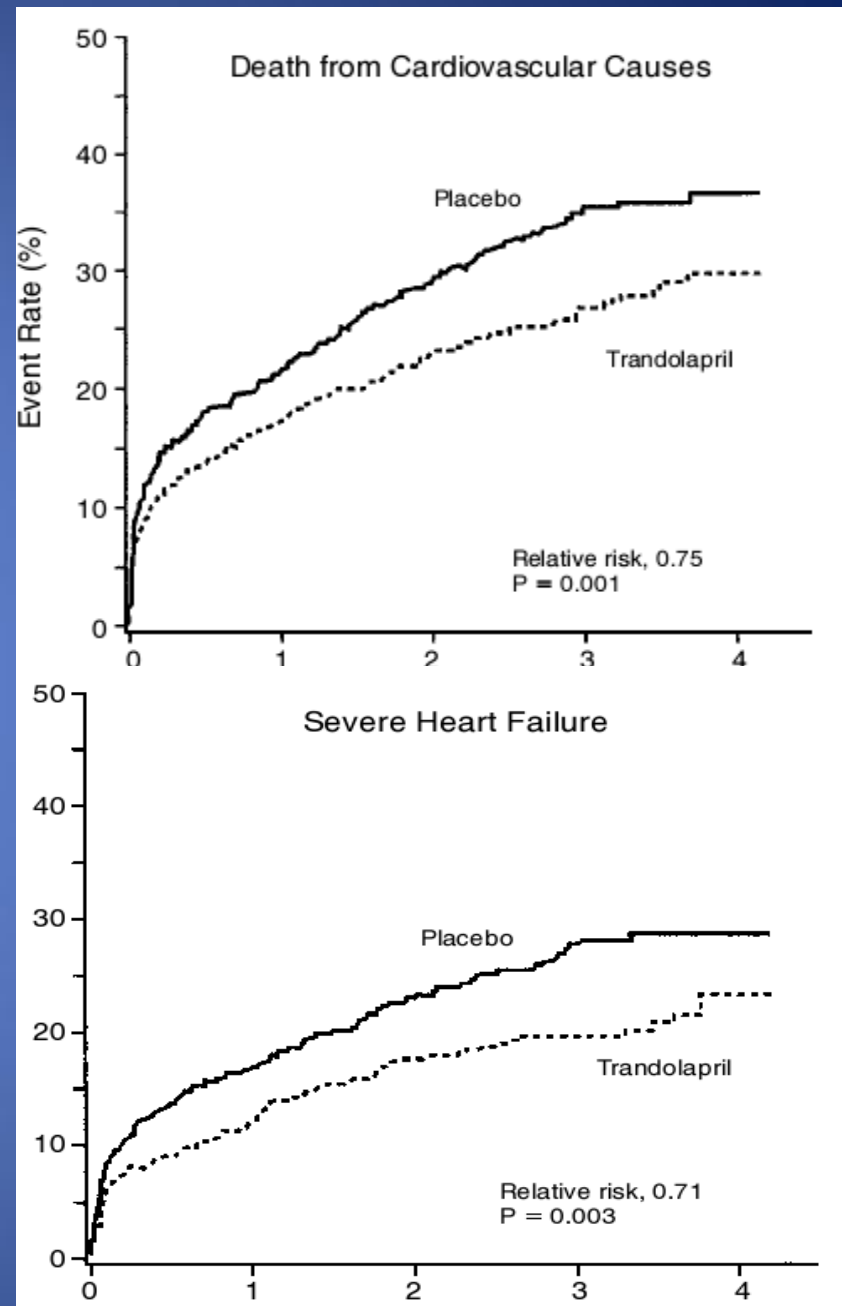 Death from Cardiovascular Causes
Event Rate (%)
50
40
30
20
10
0
Placebo
Trandolapril
Relative risk, 0.75
P = 0.001
0 1 2 3 4
Severe Heart Failure
50
40
30
20
10
0
Placebo
Trandolapril
Relative risk, 0.71
P = 0.003
0 1 2 3 4